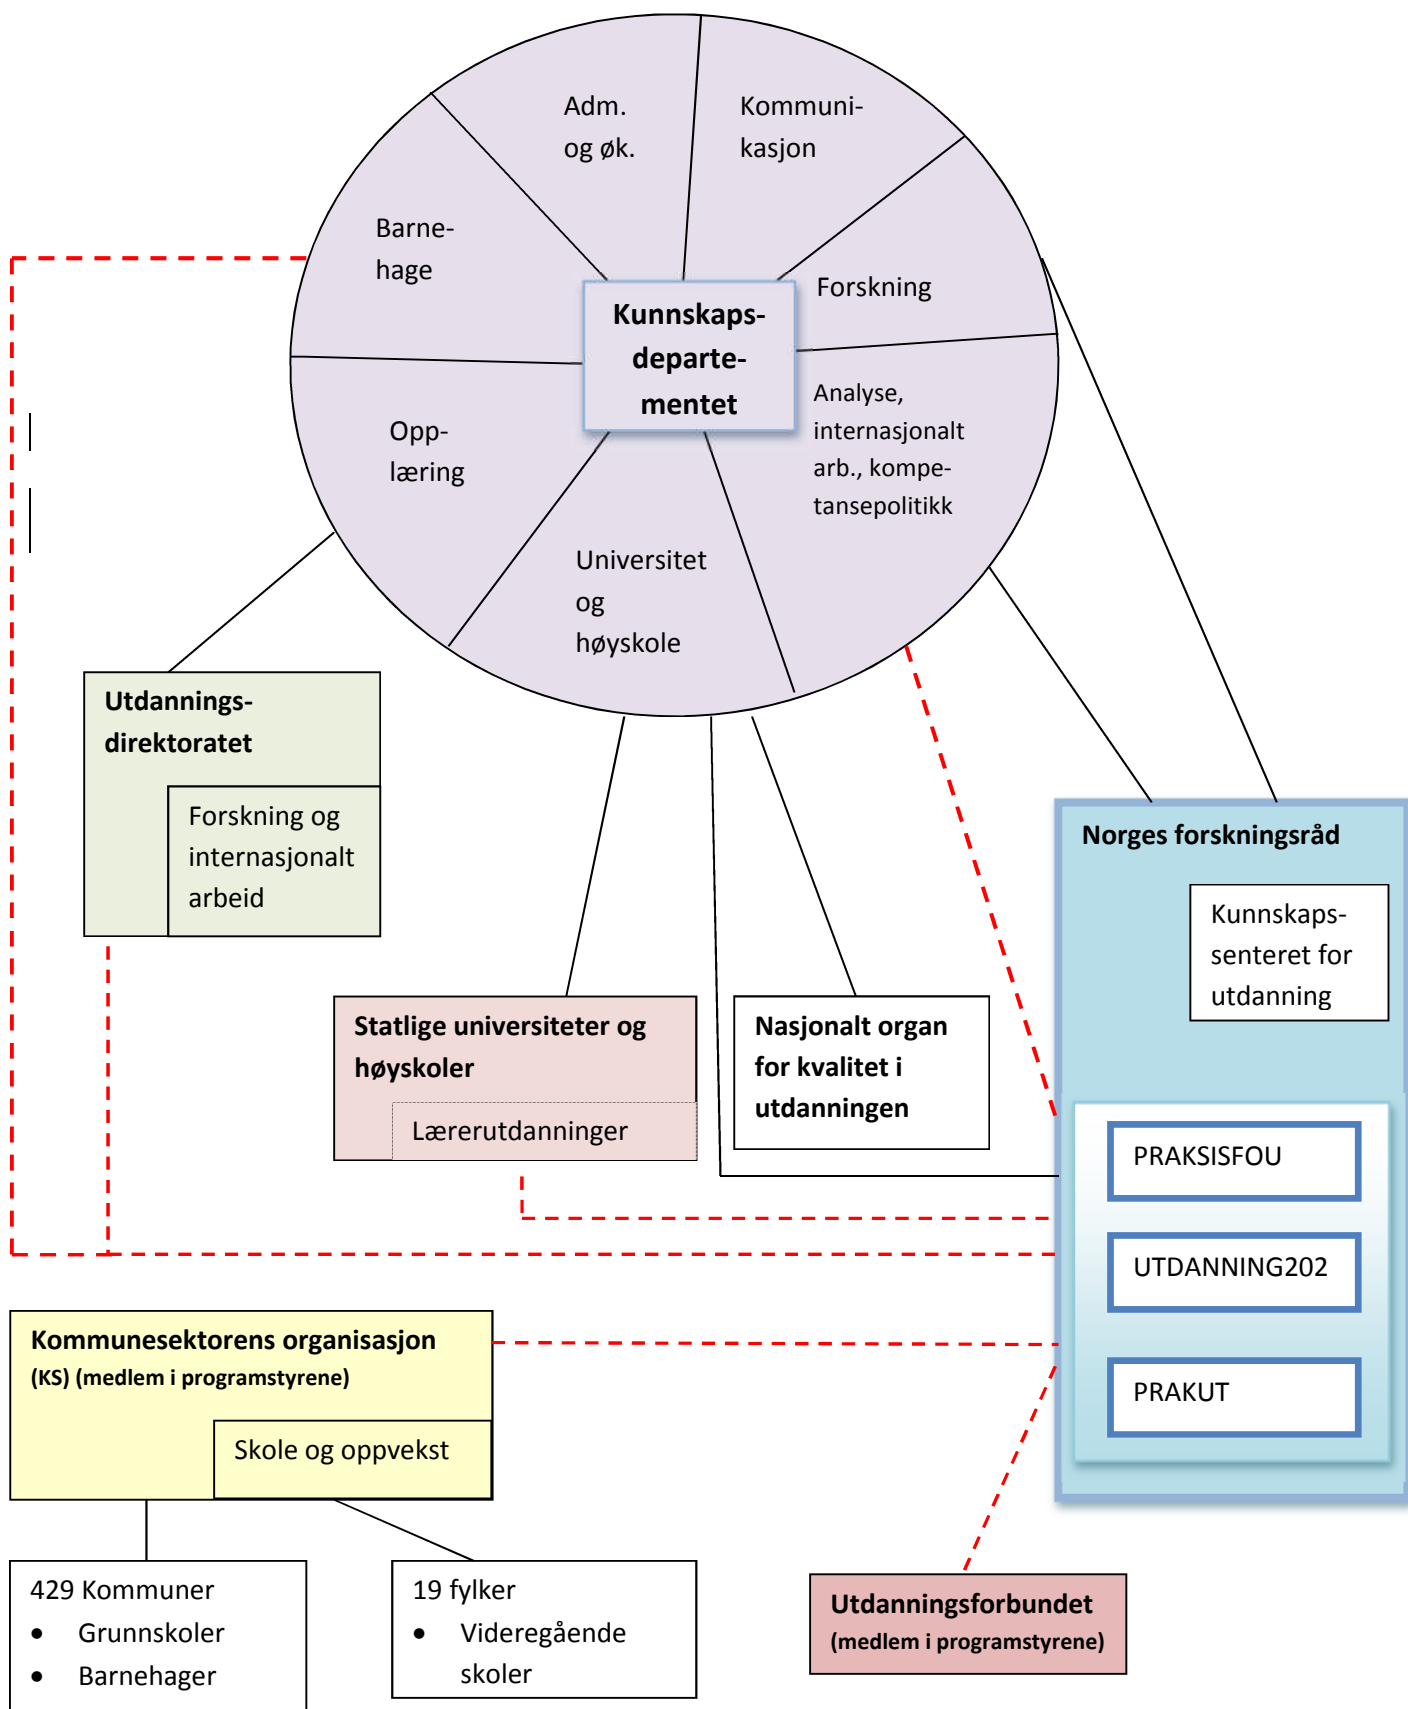 Adm.
og øk.
Kommuni-
kasjon
Barne-
hage
Forskning
Kunnskaps-
departe-
mentet
Analyse,
internasjonalt
arb., kompe-
tansepolitikk
Opp-
læring
Universitet
og
høyskole
Utdannings-
direktoratet
Forskning og
internasjonalt
arbeid
Norges forskningsråd
Kunnskaps-
senteret for
utdanning
Statlige universiteter og
høyskoler
Lærerutdanninger
Nasjonalt organ
for kvalitet i
utdanningen
PRAKSISFOU
UTDANNING202
PRAKUT
Kommunesektorens organisasjon
(KS) (medlem i programstyrene)
Skole og oppvekst
429 Kommuner
• Grunnskoler
• Barnehager
19 fylker
• Videregående
skoler
Utdanningsforbundet
(medlem i programstyrene)